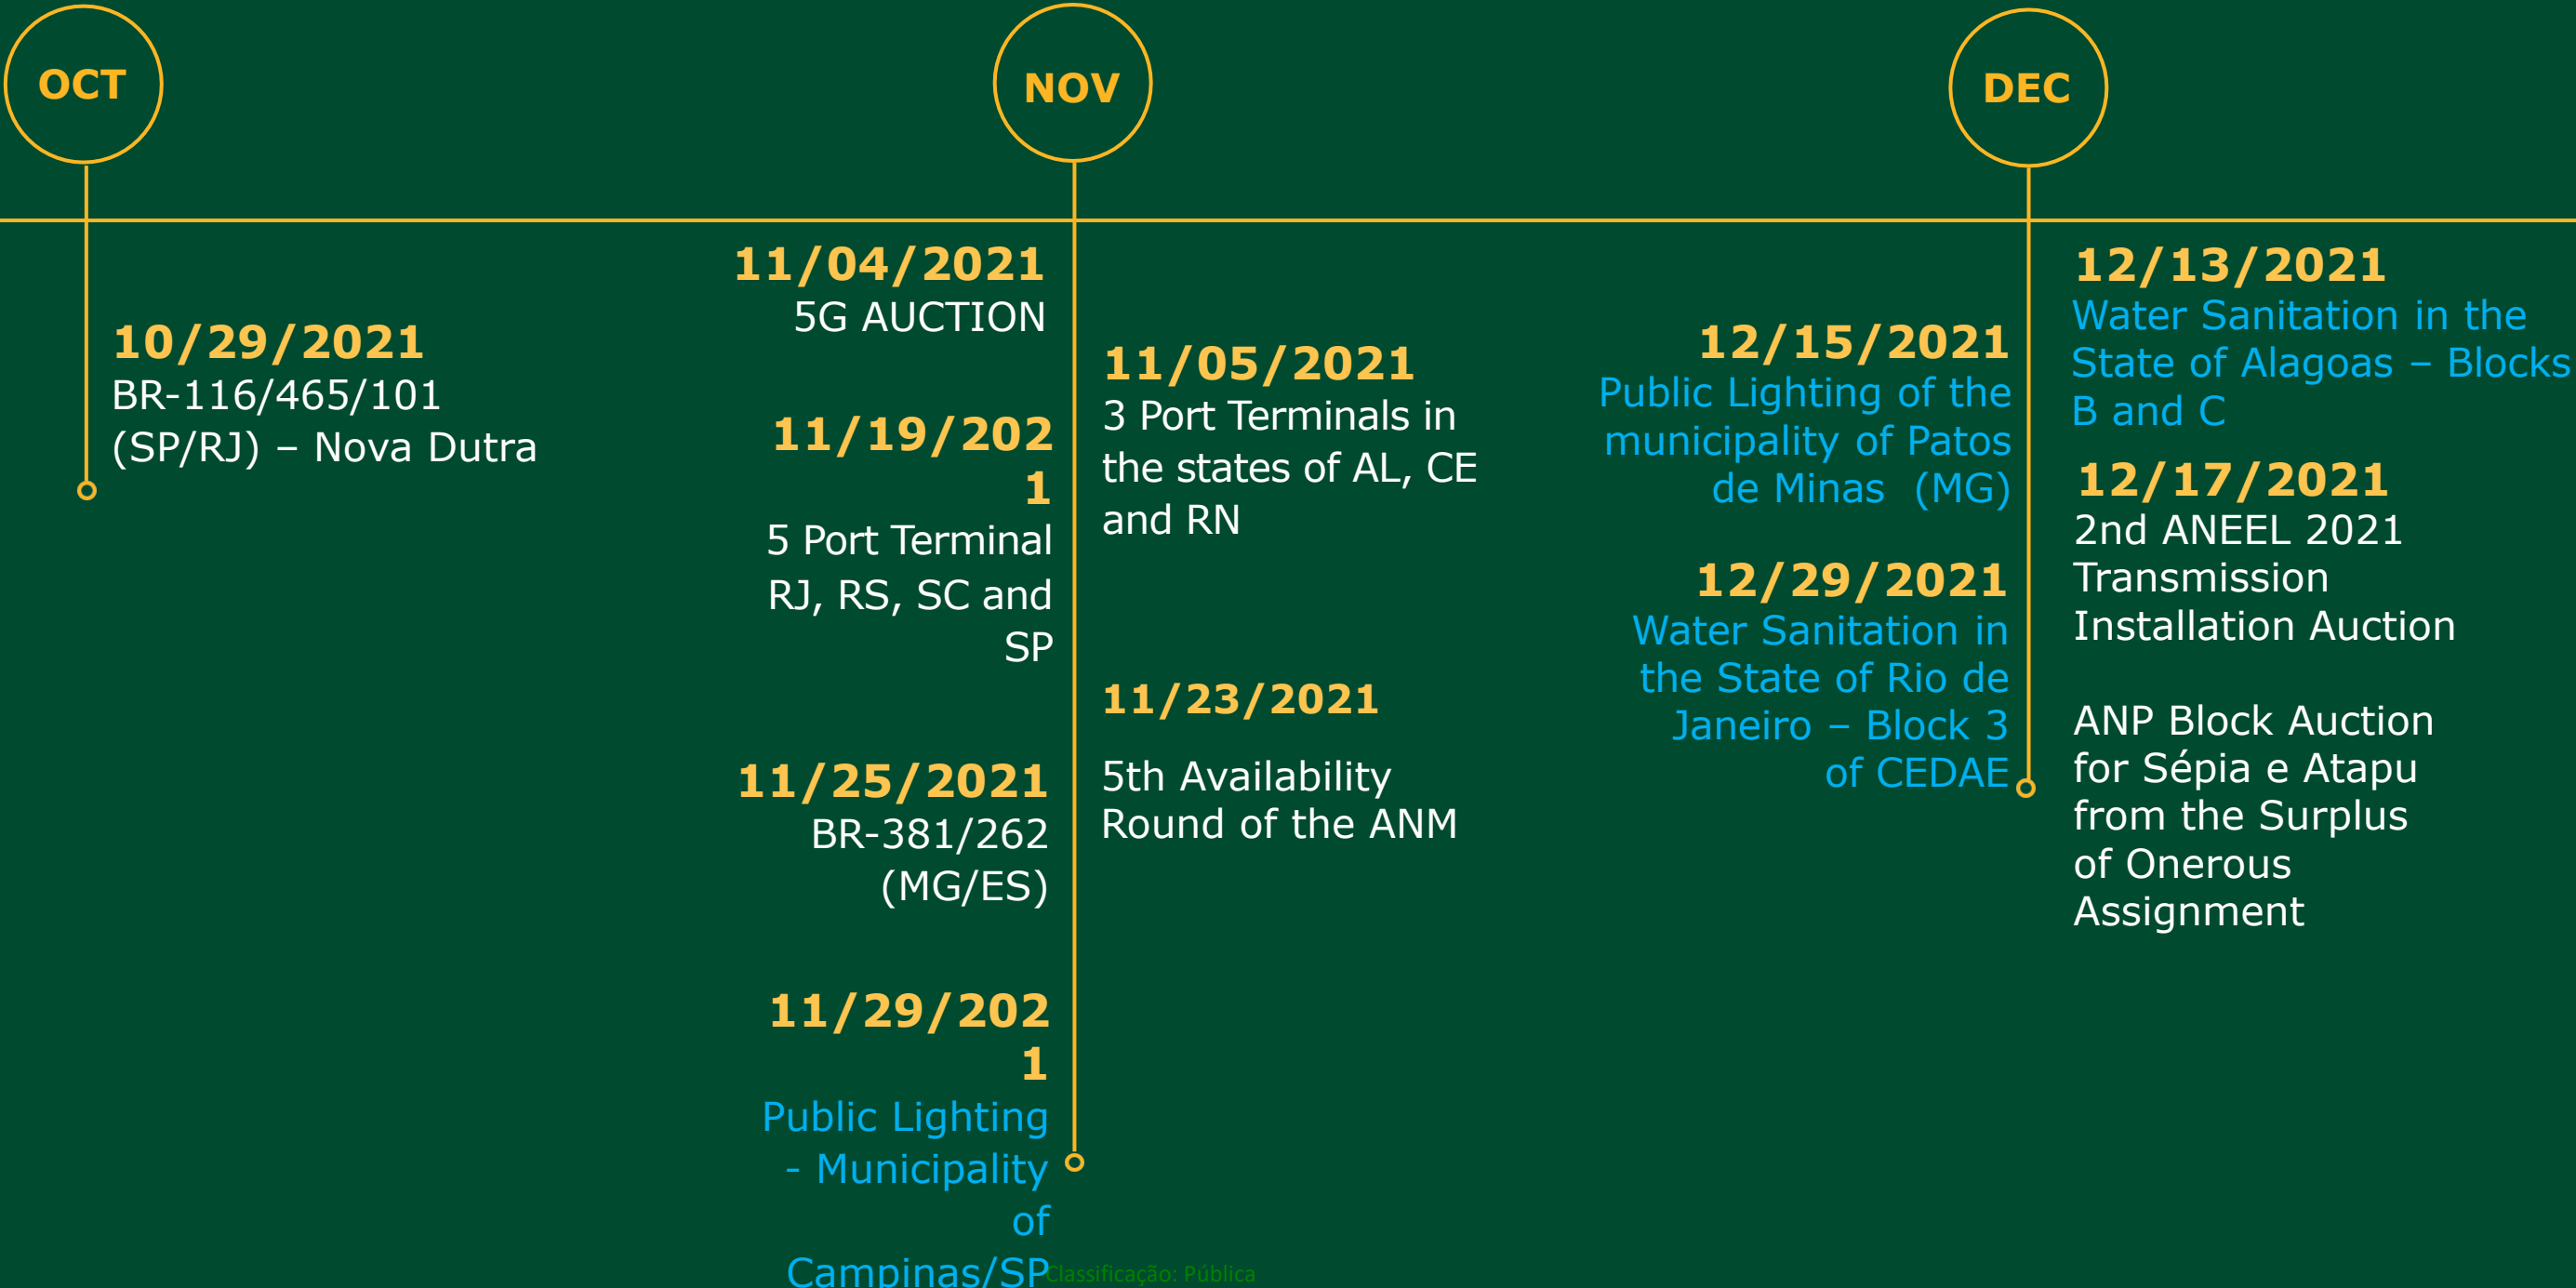 OCT
10/29/2021
BR-116/465/101
(SP/RJ) – Nova Dutra
NOV
11/04/2021
5G AUCTION
11/19/202
1
5 Port Terminal
RJ, RS, SC and
SP
11/25/2021
BR-381/262
(MG/ES)
11/29/202
1
Public Lighting
- Municipality
of
Campinas/SP
11/05/2021
3 Port Terminals in
the states of AL, CE
and RN
11/23/2021
5th Availability
Round of the ANM
DEC
12/15/2021
Public Lighting of the
municipality of Patos
de Minas (MG)
12/29/2021
Water Sanitation in
the State of Rio de
Janeiro – Block 3
of CEDAE
12/13/2021
Water Sanitation in the
State of Alagoas – Blocks
B and C
12/17/2021
2nd ANEEL 2021
Transmission
Installation Auction
ANP Block Auction
for Sépia e Atapu
from the Surplus
of Onerous
Assignment
Classificação: Pública